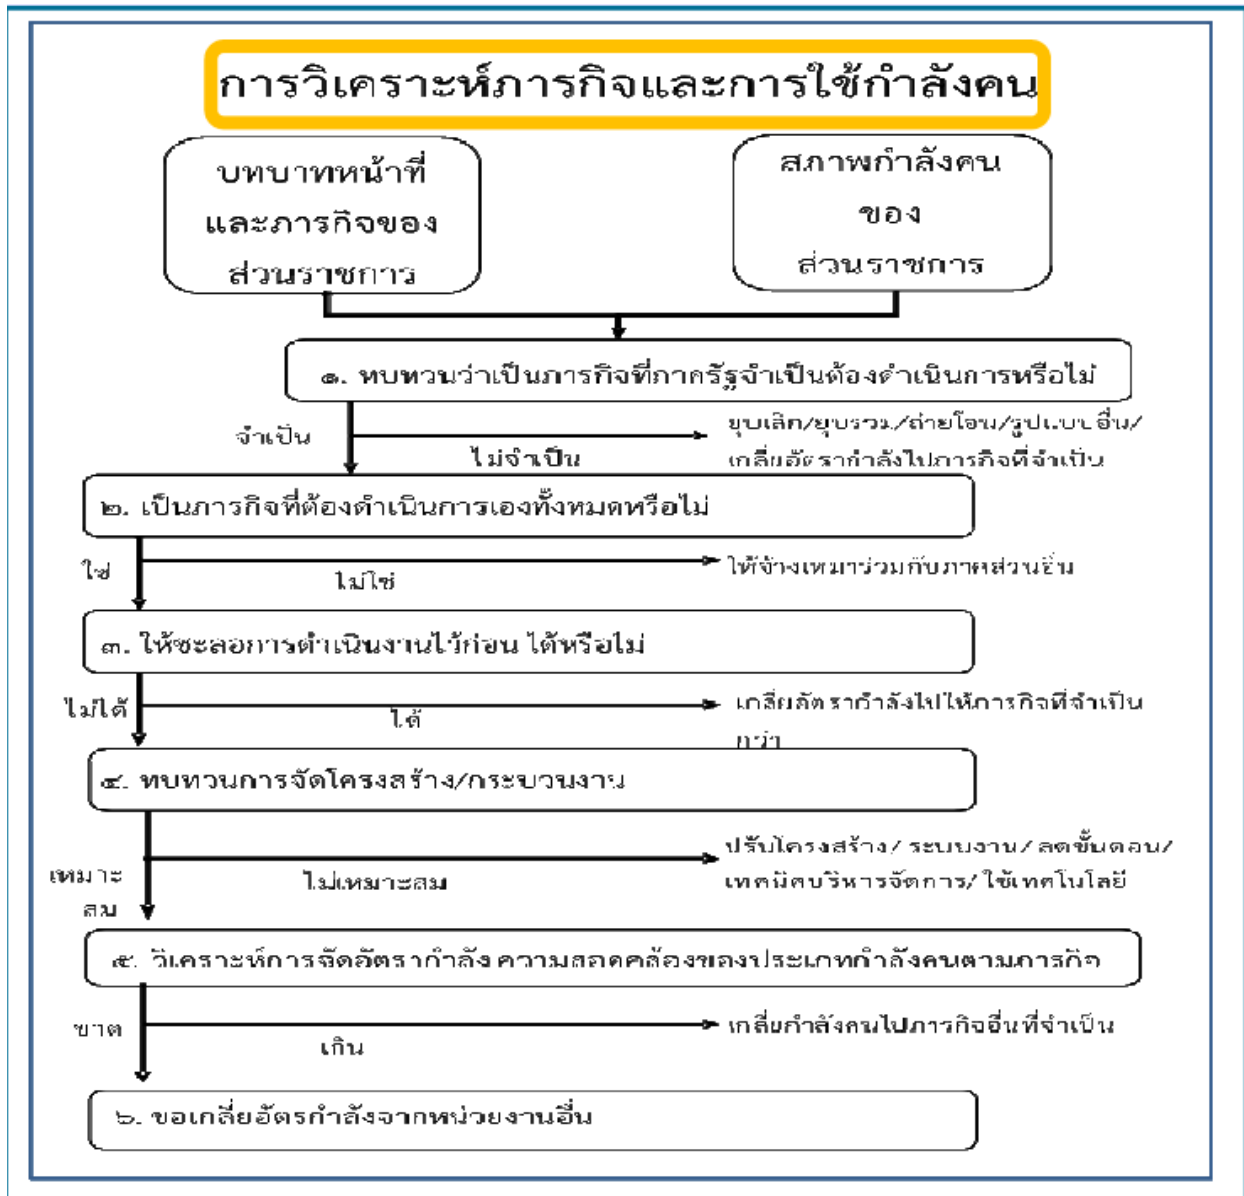 การวิเคราะห์ภารกิจและการใช้กำลังคน
บทบาทหน้าที่
และภารกิจของ
ส่วนราชการ
สภาพกำลังคน
ของ
ส่วนราชการ
๑. ทบทวนว่าเป็นภารกิจที่ภาครัฐจำเป็นต้องดำเนินการหรือไม่
จำเป็น
ไม่จำเป็น
ยุบเลิก/ยุบรวม/ถ่ายโอน/รูปแบบอื่น/
เกลี่ยอัตรากำลังไปภารกิจที่จำเป็น
๒. เป็นภารกิจที่ต้องดำเนินการเองทั้งหมดหรือไม่
ใช่
ไม่ใช่
ให้จ้างเหมาร่วมกับภาคส่วนอื่น
๓. ให้ชะลอการดำเนินงานไว้ก่อน ได้หรือไม่
ไม่ได้
ได้
เกลี่ยอัตรากำลังไปให้ภารกิจที่จำเป็น
กว่า
๔. ทบทวนการจัดโครงสร้าง/กระบวนงาน
เหมาะ
สม
ไม่เหมาะสม
ปรับโครงสร้าง/ ระบบงาน/ ลดขั้นตอน/
เทคนิคบริหารจัดการ/ ใช้เทคโนโลยี
๕. วิเคราะห์การจัดอัตรากำลัง ความสอดคล้องของประเภทกำลังคนตามภารกิจ
ขาด
เกิน
เกลี่ยกำลังคนไปภารกิจอื่นที่จำเป็น
๖. ขอเกลี่ยอัตรกำลังจากหน่วยงานอื่น